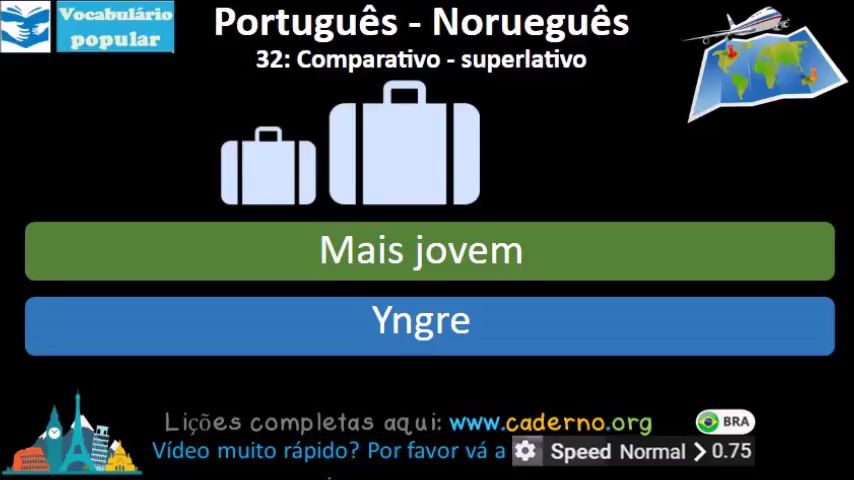 Vocabulário
popular
Português - Norueguês
32: Comparativo - superlativo
Mais jovem
Yngre
Lições completas aqui: www.caderno.org
BRA
Vídeo muito rápido? Por favor vá a Speed Normal > 0.75